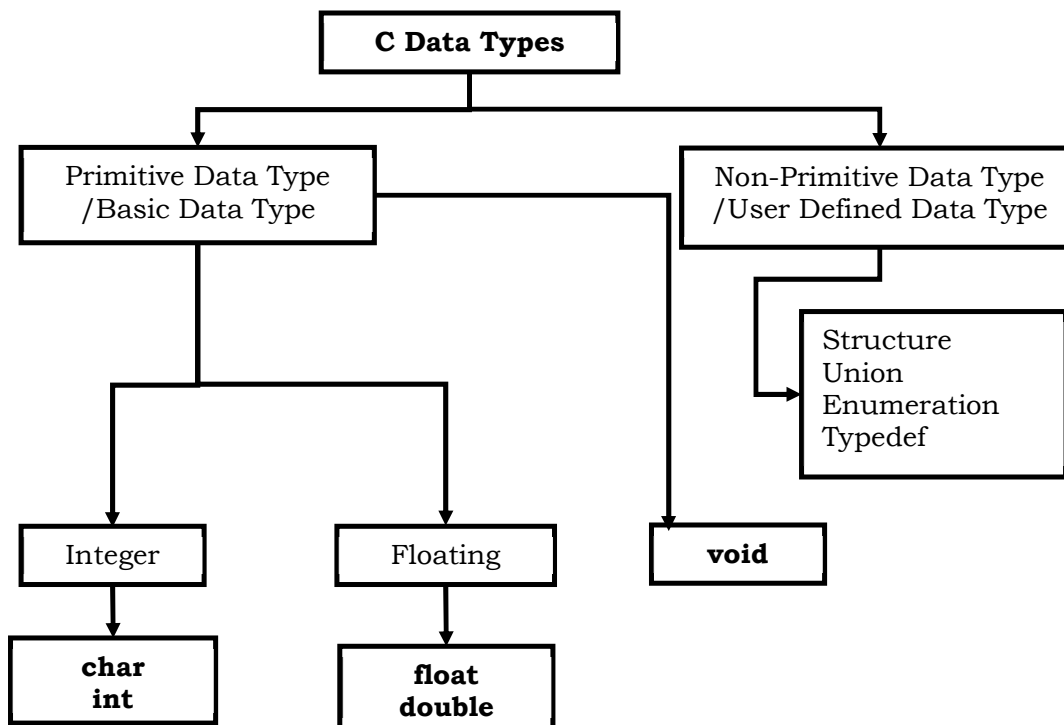 C Data Types
Primitive Data Type
/Basic Data Type
Non-Primitive Data Type
/User Defined Data Type
Structure
Union
Enumeration
Typedef
Integer
Floating
void
char
int
float
double